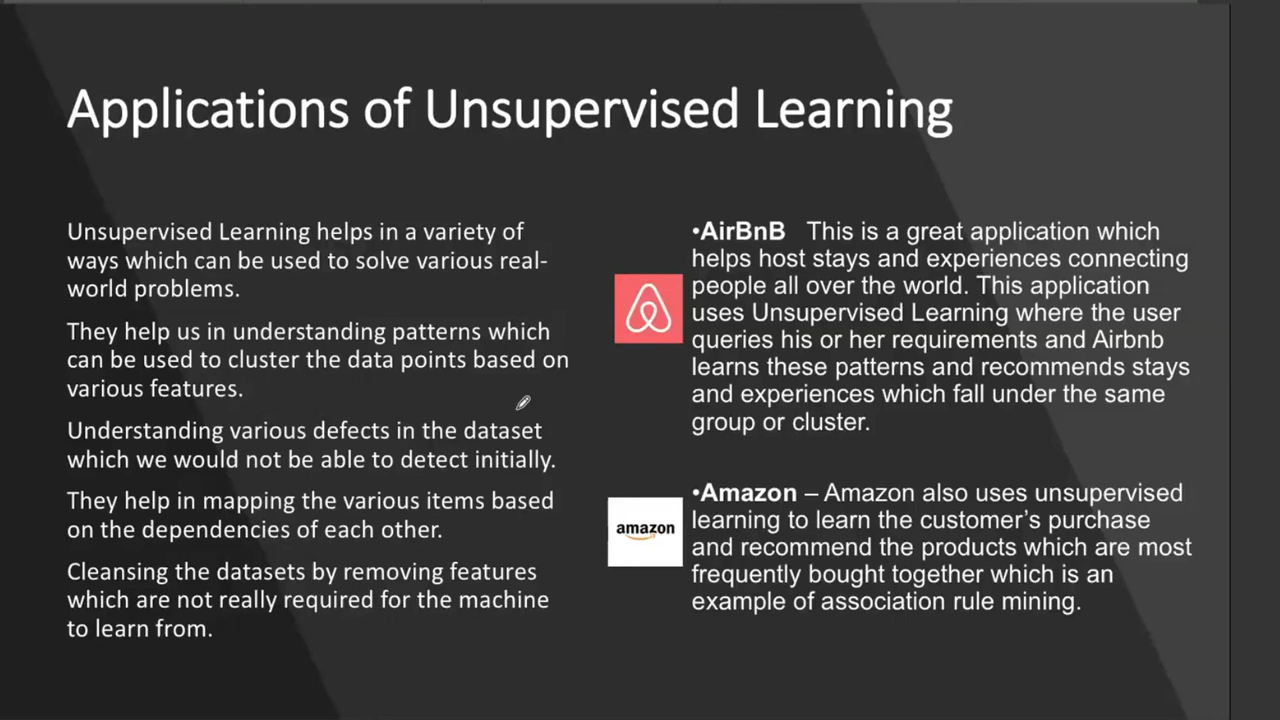 Applications of Unsupervised Learning
Unsupervised Learning helps in a variety of
ways which can be used to solve various real-
world problems.
They help us in understanding patterns which
can be used to cluster the data points based on
various features.
Understanding various defects in the dataset
which we would not be able to detect initially.
They help in mapping the various items based
on the dependencies of each other.
Cleansing the datasets by removing features
which are not really required for the machine
to learn from.
•AirBnB This is a great application which
helps host stays and experiences connecting
people all over the world. This application
uses Unsupervised Learning where the user
queries his or her requirements and Airbnb
learns these patterns and recommends stays
and experiences which fall under the same
group or cluster.
amazon
•Amazon – Amazon also uses unsupervised
learning to learn the customer’s purchase
and recommend the products which are most
frequently bought together which is an
example of association rule mining.